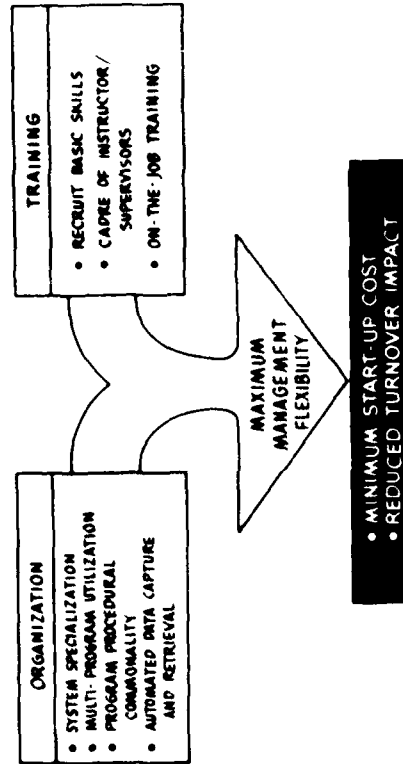 ORGANIZATION
• SYSTEM SPECIALIZATION
• MULTI-PROGRAM UTILIZATION
• PROGRAM PROCEDURAL
COMMONALITY
• AUTOMATED DATA CAPTURE
AND RETRIEVAL
TRAINING
• RECRUIT BASIC SKILLS
• CADRE OF INSTRUCTOR/
SUPERVISORS
• ON-THE-JOB TRAINING
MAXIMUM
MANAGEMENT
FLEXIBILITY
• MINIMUM START-UP COST
• REDUCED TURNOVER IMPACT